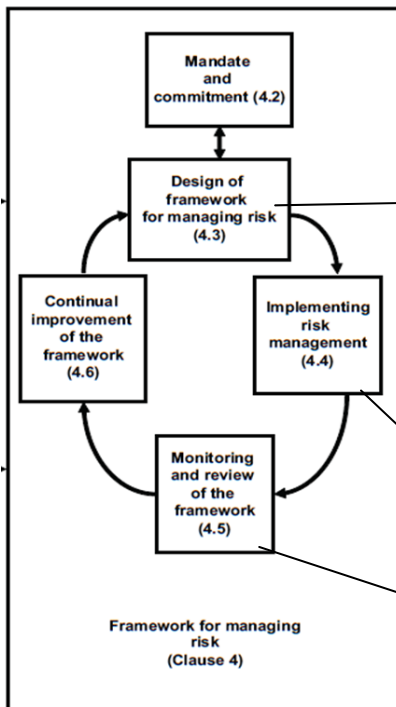 Mandate
and
commitment (4.2)
Design of
framework
for managing risk
(4.3)
Implementing
risk
management
(4.4)
Continual
improvement
of the
framework
(4.6)
Monitoring
and review
of the
framework
(4.5)
Framework for managing
risk
(Clause 4)